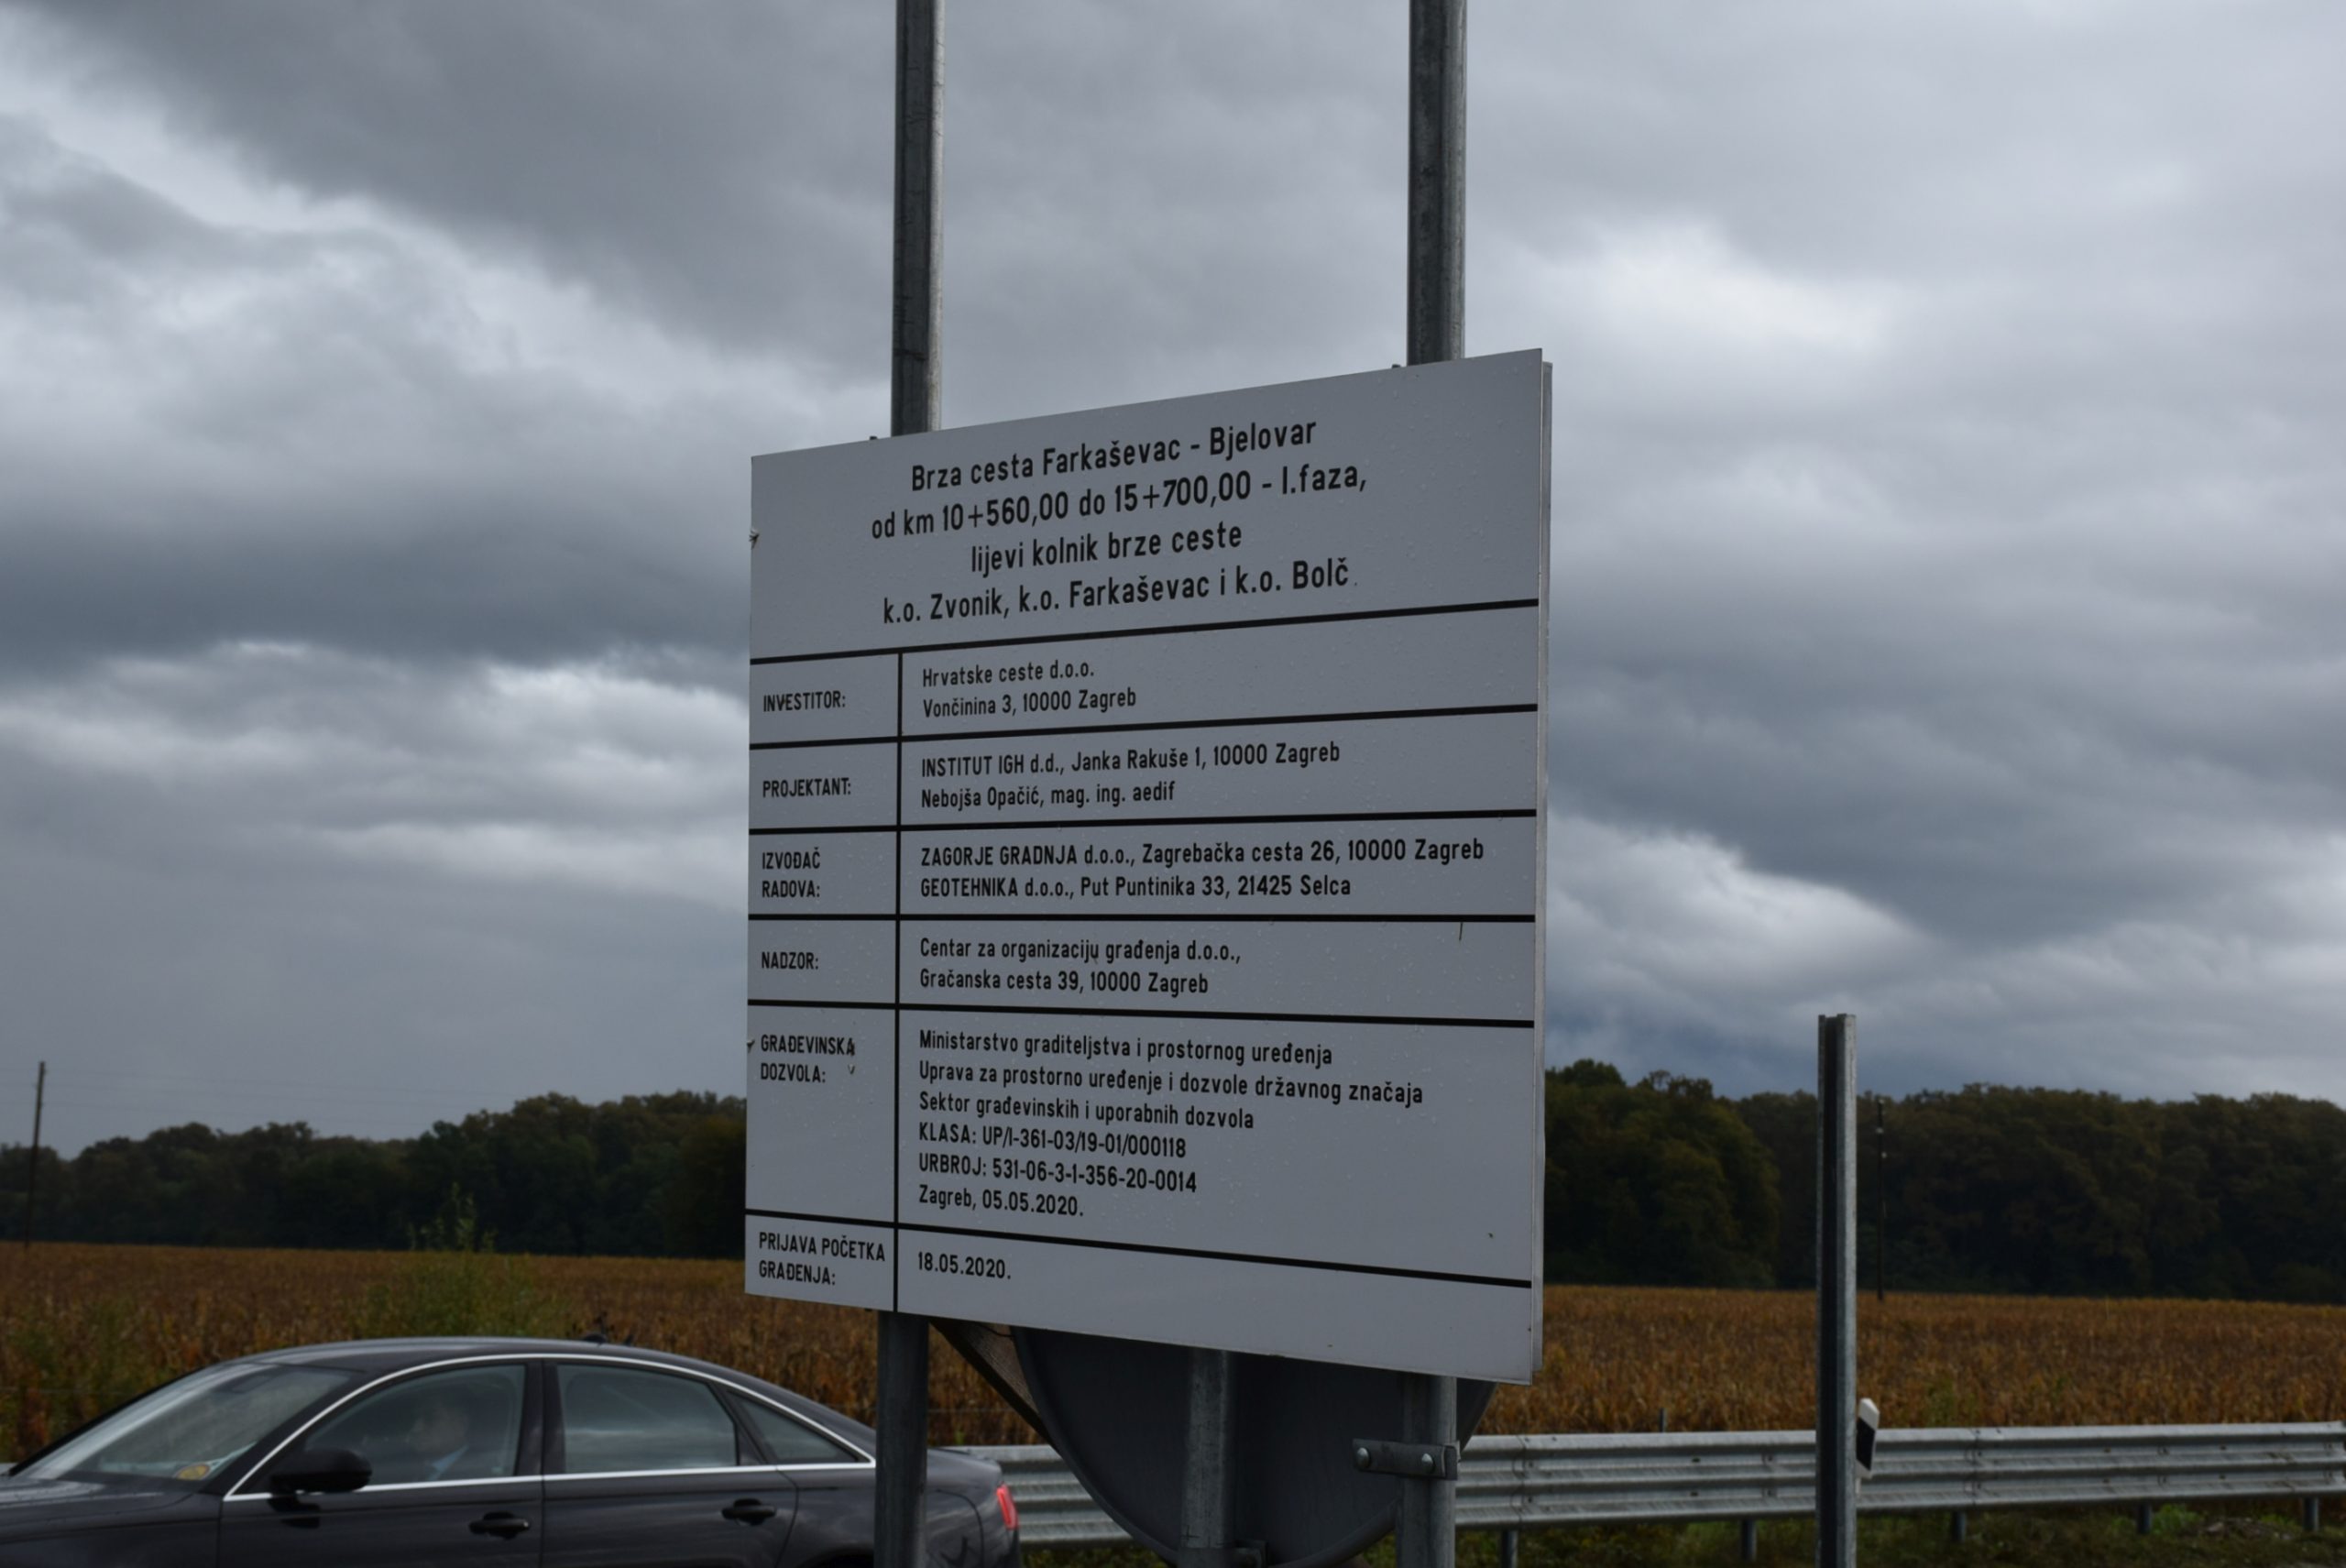 Brza cesta Farkaševac - Bjelovar
od km 10+560,00 do 15+700,00 - I.faza,
lijevi kolnik brze ceste
k.o. Zvonik, k.o. Farkaševac i k.o. Bolč
INVESTITOR:
Hrvatske ceste d.o.o.
Vončinina 3, 10000 Zagreb
PROJEKTANT:
INSTITUT IGH d.d., Janka Rakuše 1, 10000 Zagreb
Nebojša Opačić, mag. ing. aedif
IZVOĐAČ
RADOVA:
ZAGORJE GRADNJA d.o.o., Zagrebačka cesta 26, 10000 Zagreb
GEOTEHNIKA d.o.o., Put Puntinika 33, 21425 Selca
NADZOR:
Centar za organizaciju građenja d.o.o.,
Gračanska cesta 39, 10000 Zagreb
GRAĐEVINSKA
DOZVOLA:
Ministarstvo graditeljstva i prostornog uređenja
Uprava za prostorno uređenje i dozvole državnog značaja
Sektor građevinskih i uporabnih dozvola
KLASA: UP/I-361-03/19-01/000118
URBROJ: 531-06-3-1-356-20-0014
Zagreb, 05.05.2020.
PRIJAVA POČETKA
GRAĐENJA:
18.05.2020.